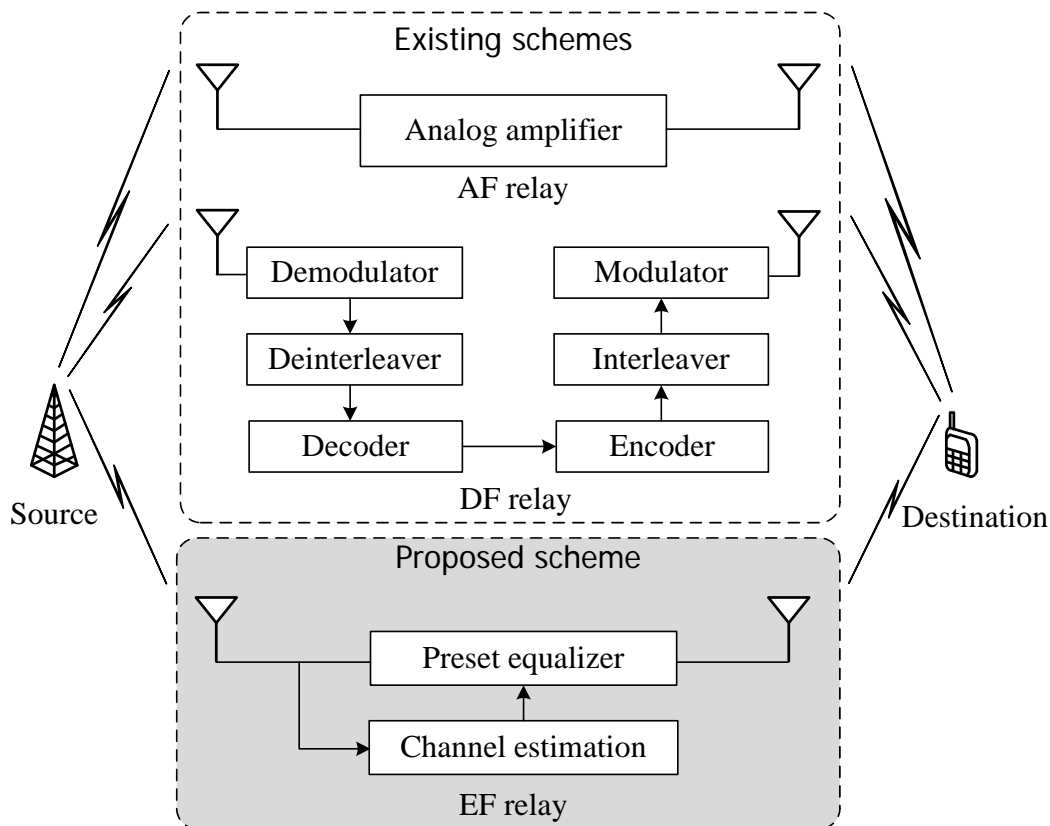 Existing schemes
Analog amplifier
AF relay
Demodulator
Modulator
Deinterleaver
Interleaver
Decoder
Encoder
DF relay
Source
Destination
Proposed scheme
Preset equalizer
Channel estimation
EF relay